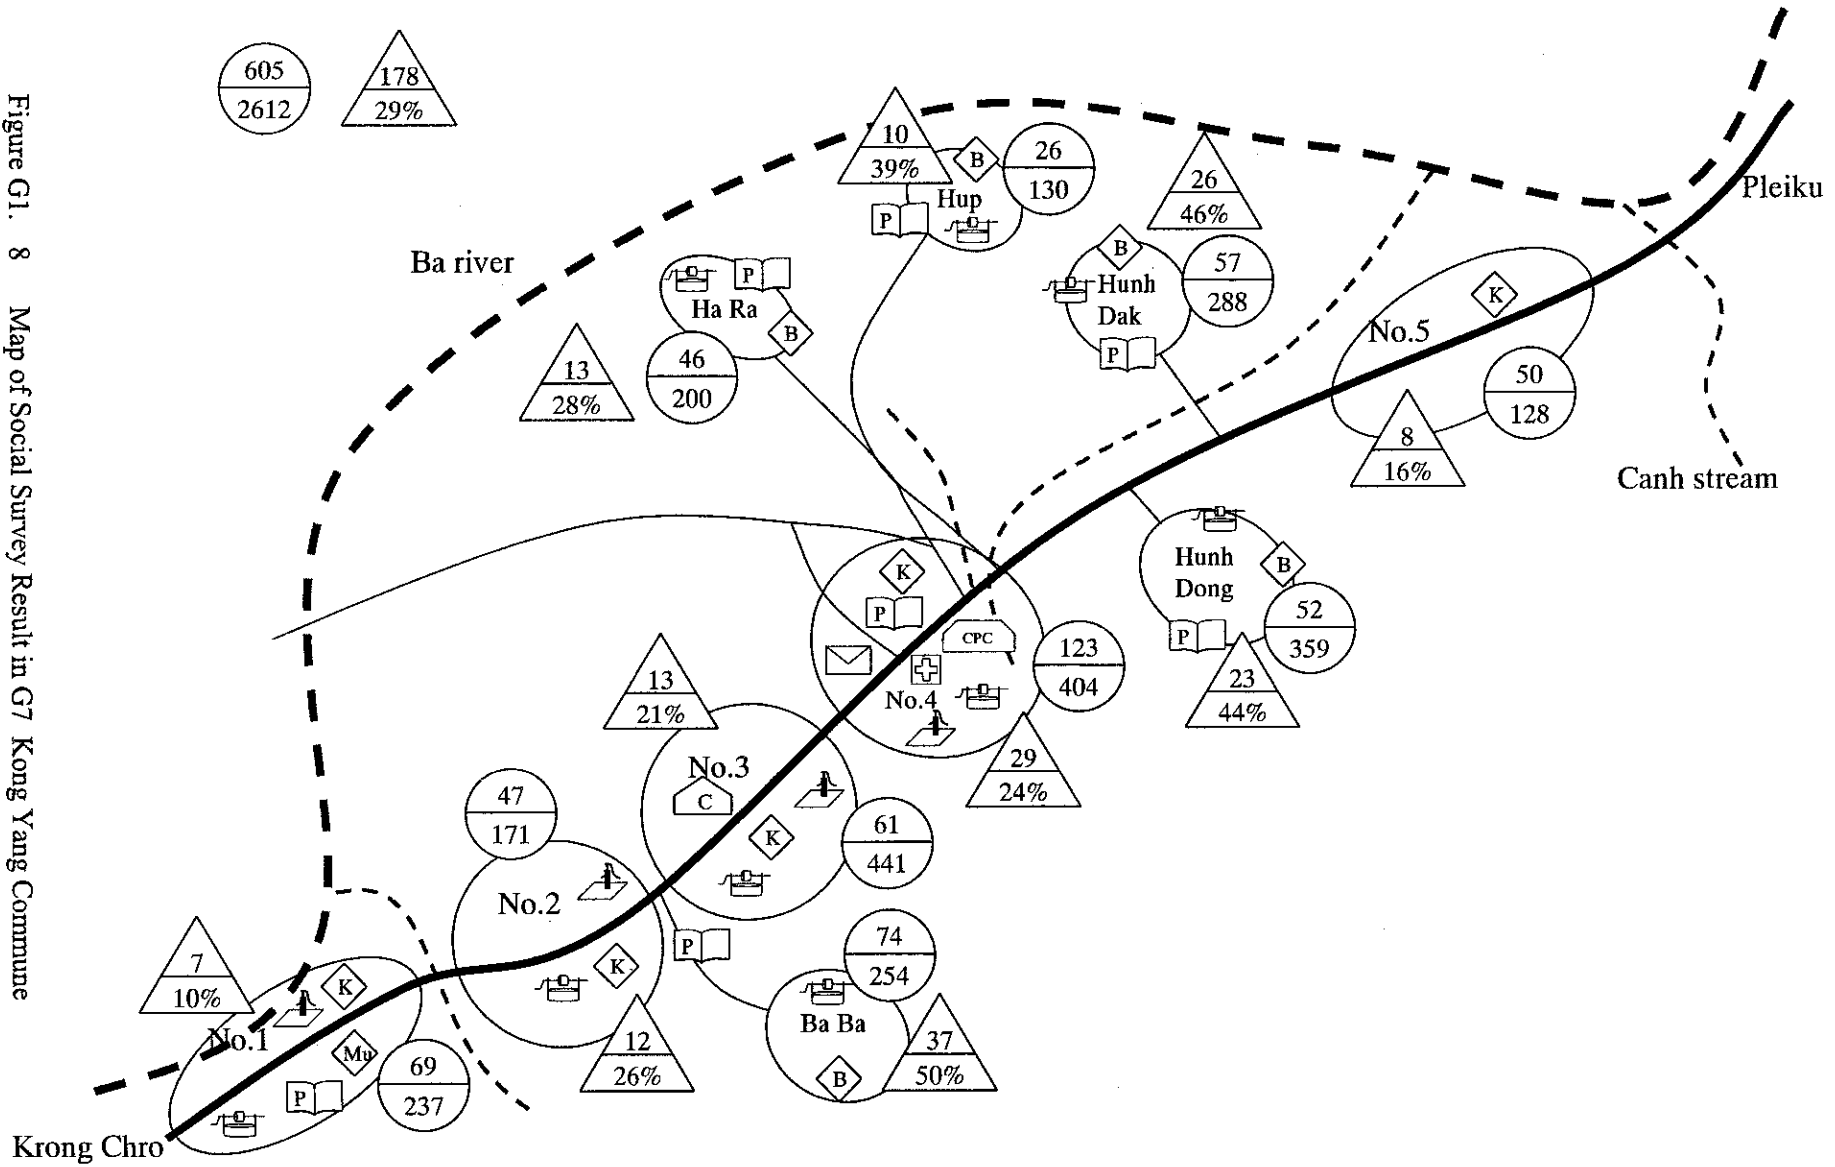 Figure G1. 8 Map of Social Survey Result in G7 Kong Yang Commune
605
2612
178
29%
Ba river
10
39%
B
Hup
P
26
130
26
46%
B
Hunh
Dak
P
57
288
Pleiku
P
Ha Ra
B
46
200
13
28%
K
No.5
50
128
8
16%
Canh stream
Hunh
Dong
B
P
52
359
23
44%
K
P
CPC
No.4
123
404
29
24%
13
21%
No.3
C
K
61
441
47
171
No.2
K
12
26%
P
74
254
Ba Ba
B
37
50%
7
10%
K
No.1
Mu
P
69
237
Krong Chro